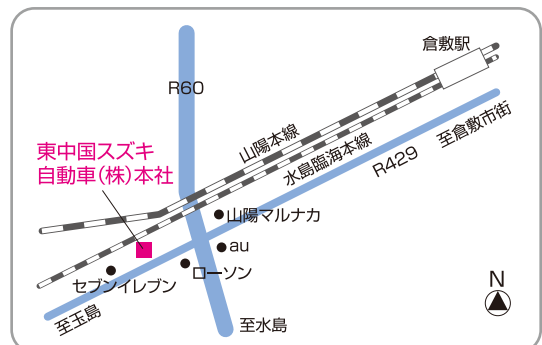 倉敷駅
R60
山陽本線
水島臨海本線
R429
至倉敷市街
東中国スズキ
自動車(株)本社
山陽マルナカ
au
ローソン
セブンイレブン
N
至玉島
至水島